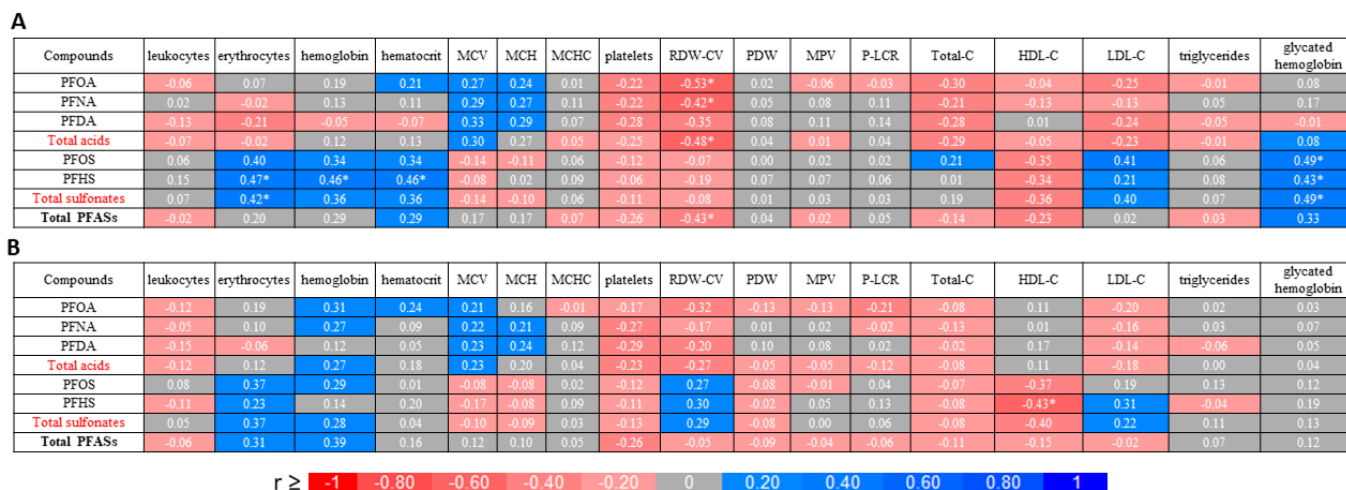 A
Compounds leukocytes erythrocytes hemoglobin hematocrit MCV MCH MCHC platelets RDW-CV PDW MPV P-LCR Total-C HDL-C LDL-C triglycerides glycated hemoglobin
PFOA -0.06 0.07 0.19 0.21 0.27 0.24 0.01 -0.22 -0.53* 0.02 -0.06 -0.03 -0.30 -0.04 -0.25 -0.01 0.08
PFNA 0.02 -0.02 0.13 0.11 0.29 0.27 0.11 -0.22 -0.42* 0.05 0.08 0.11 -0.21 -0.13 -0.13 0.05 0.17
PFDA -0.13 -0.21 -0.05 -0.07 0.33 0.29 0.07 -0.28 -0.35 0.08 0.11 0.14 -0.28 0.01 -0.24 -0.05 -0.01
Total acids -0.07 -0.02 0.12 0.13 0.30 0.27 0.05 -0.25 -0.48* 0.04 0.01 0.04 -0.29 -0.05 -0.23 -0.01 0.08
PFOS 0.06 0.40 0.34 0.34 -0.14 -0.11 0.06 -0.12 -0.07 0.00 0.02 0.02 0.21 -0.35 0.41 0.06 0.49*
PFHS 0.15 0.47* 0.46* 0.46* -0.08 0.02 0.09 -0.06 -0.19 0.07 0.07 0.06 0.01 -0.34 0.21 0.08 0.43*
Total sulfonates 0.07 0.42* 0.36 0.36 -0.14 -0.10 0.06 -0.11 -0.08 0.01 0.03 0.03 0.19 -0.36 0.40 0.07 0.49*
Total PFASs -0.02 0.20 0.29 0.29 0.17 0.17 0.07 -0.26 -0.43* 0.04 0.02 0.05 -0.14 -0.23 0.02 0.03 0.33
B
Compounds leukocytes erythrocytes hemoglobin hematocrit MCV MCH MCHC platelets RDW-CV PDW MPV P-LCR Total-C HDL-C LDL-C triglycerides glycated hemoglobin
PFOA -0.12 0.19 0.31 0.24 0.21 0.16 -0.01 -0.17 -0.32 -0.13 -0.13 -0.21 -0.08 0.11 -0.20 0.02 0.03
PFNA -0.05 0.10 0.27 0.09 0.22 0.21 0.09 -0.27 -0.17 0.01 0.02 -0.02 -0.13 0.01 -0.16 0.03 0.07
PFDA -0.15 -0.06 0.12 0.05 0.23 0.24 0.12 -0.29 -0.20 0.10 0.08 0.02 -0.02 0.17 -0.14 -0.06 0.05
Total acids -0.12 0.12 0.27 0.18 0.23 0.20 0.04 -0.23 -0.27 -0.05 -0.05 -0.12 -0.08 0.11 -0.18 0.00 0.04
PFOS 0.08 0.37 0.29 0.01 -0.08 -0.08 0.02 -0.12 0.27 -0.08 -0.01 0.04 -0.07 -0.37 0.19 0.13 0.12
PFHS -0.11 0.23 0.14 0.20 -0.17 -0.08 0.09 -0.11 0.30 -0.02 0.05 0.13 -0.08 -0.43* 0.31 -0.04 0.19
Total sulfonates 0.05 0.37 0.28 0.04 -0.10 -0.09 0.03 -0.13 0.29 -0.08 0.00 0.06 -0.08 -0.40 0.22 0.11 0.13
Total PFASs -0.06 0.31 0.39 0.16 0.12 0.10 0.05 -0.26 -0.05 -0.09 -0.04 -0.06 -0.11 -0.15 -0.02 0.07 0.12
r ≥ -1 -0.80 -0.60 -0.40 -0.20 0 0.20 0.40 0.60 0.80 1